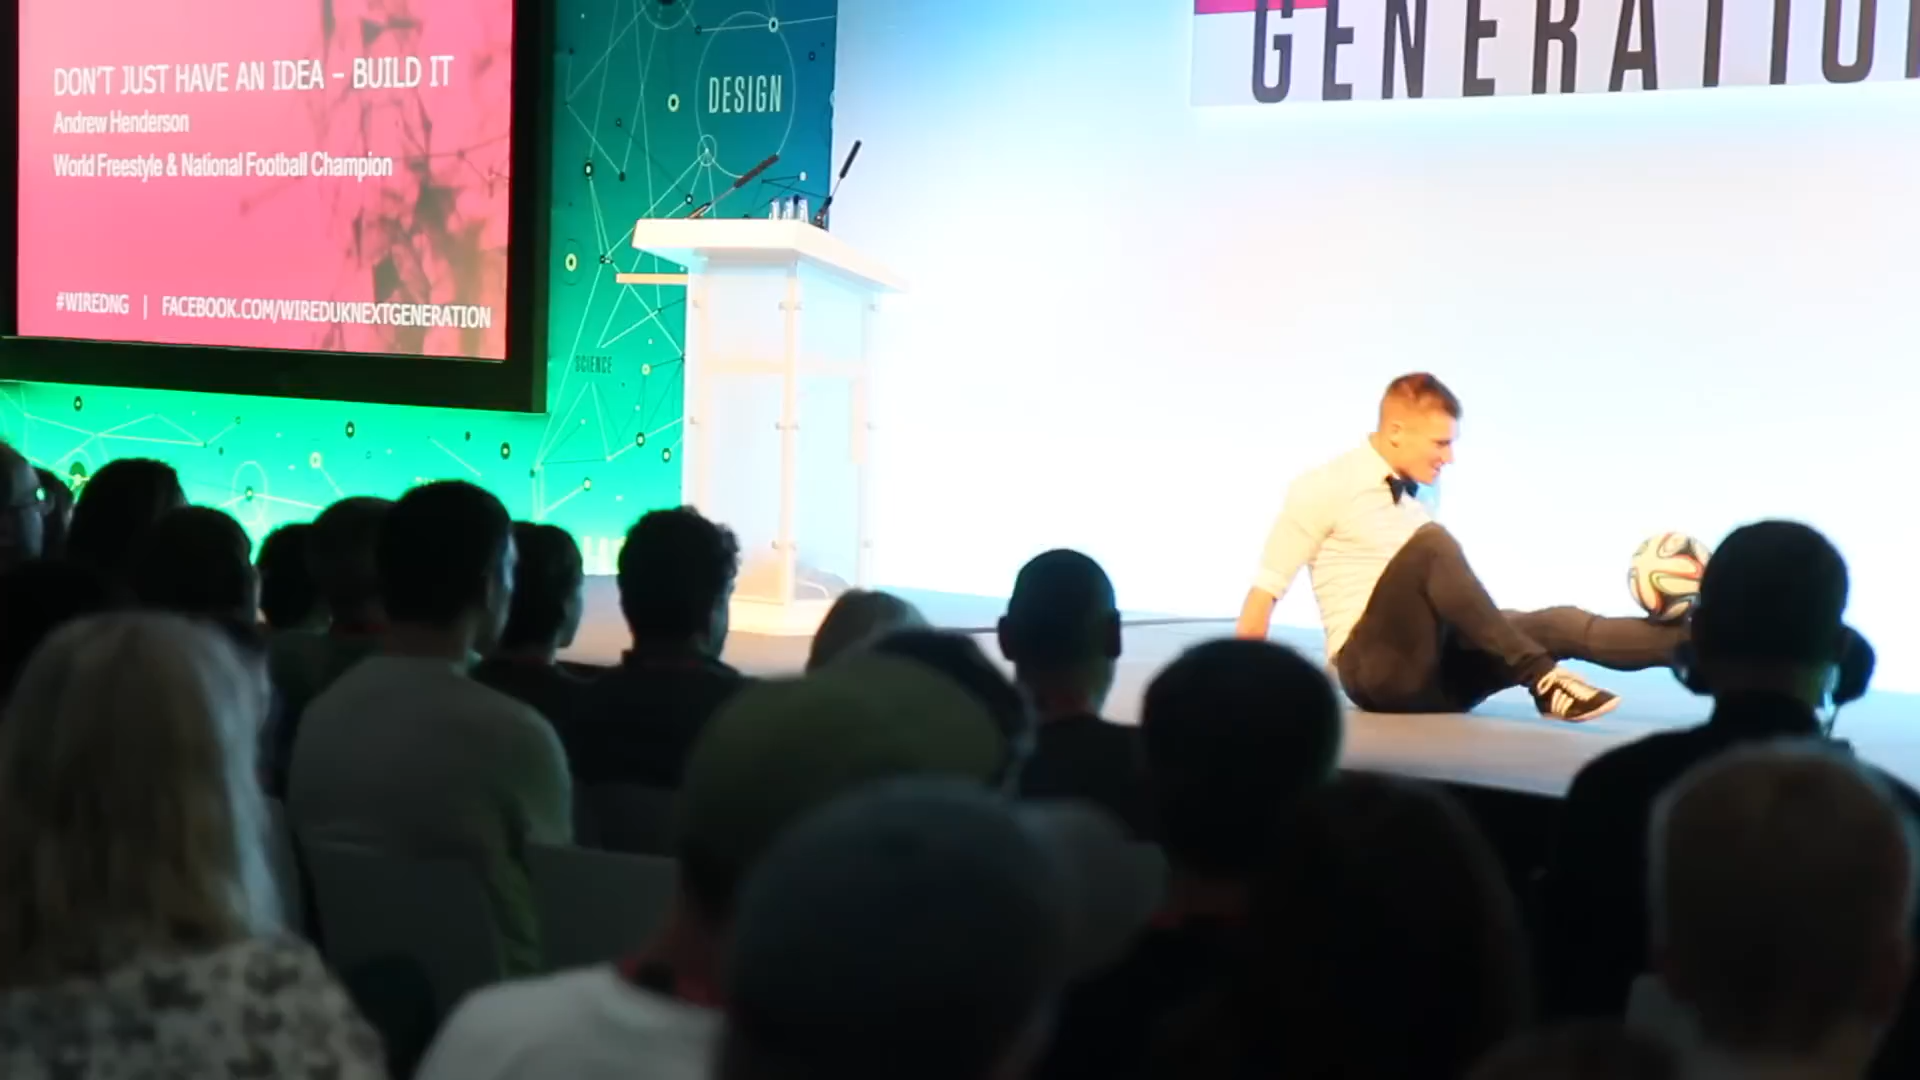 DON'T JUST HAVE AN IDEA - BUILD IT
Andrew Henderson
World Freestyle & National Football Champion
#WIREDNG | FACEBOOK.COM/WIREDUKNEXTGENERATION
DESIGN
SCIENCE
GENERATION